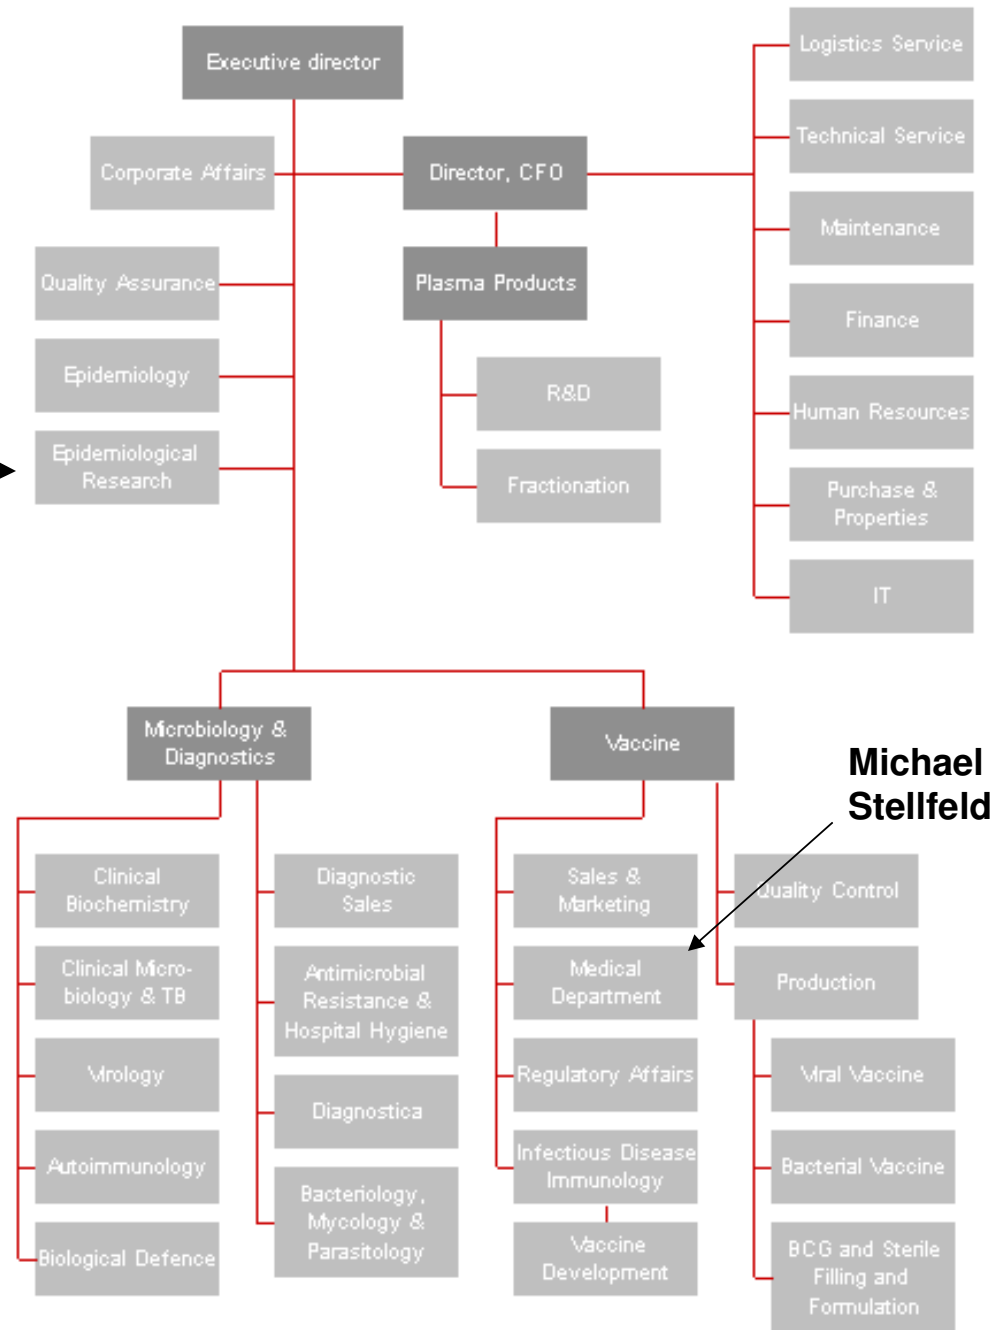 Executive director
Corporate Affairs
Director, CFO
Quality Assurance
Plasma Products
Epidemiology
R&D
Epidemiological
Research
Fractionation
Logistics Service
Technical Service
Maintenance
Finance
Human Resources
Purchase &
Properties
IT
Microbiology &
Diagnostics
Vaccine
Michael
Stellfeld
Clinical
Biochemistry
Clinical Micro-
biology & TB
Virology
Autoimmunology
Biological Defence
Diagnostic
Sales
Antimicrobial
Resistance &
Hospital Hygiene
Diagnostica
Bacteriology,
Mycology &
Parasitology
Sales &
Marketing
Medical
Department
Regulatory Affairs
Infectious Disease
Immunology
Vaccine
Development
Quality Control
Production
Viral Vaccine
Bacterial Vaccine
BCG and Sterile
Filling and
Formulation